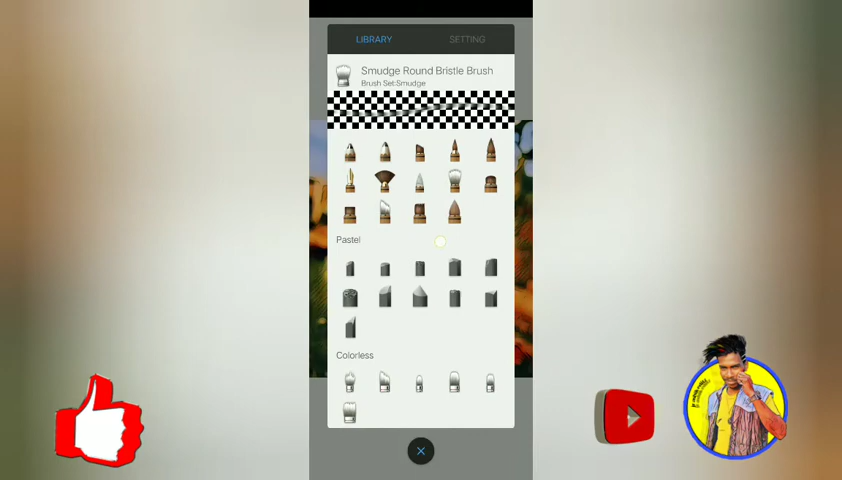 LIBRARY
SETTING
Smudge Round Bristle Brush
Brush Set:Smudge
Pastel
Colorless